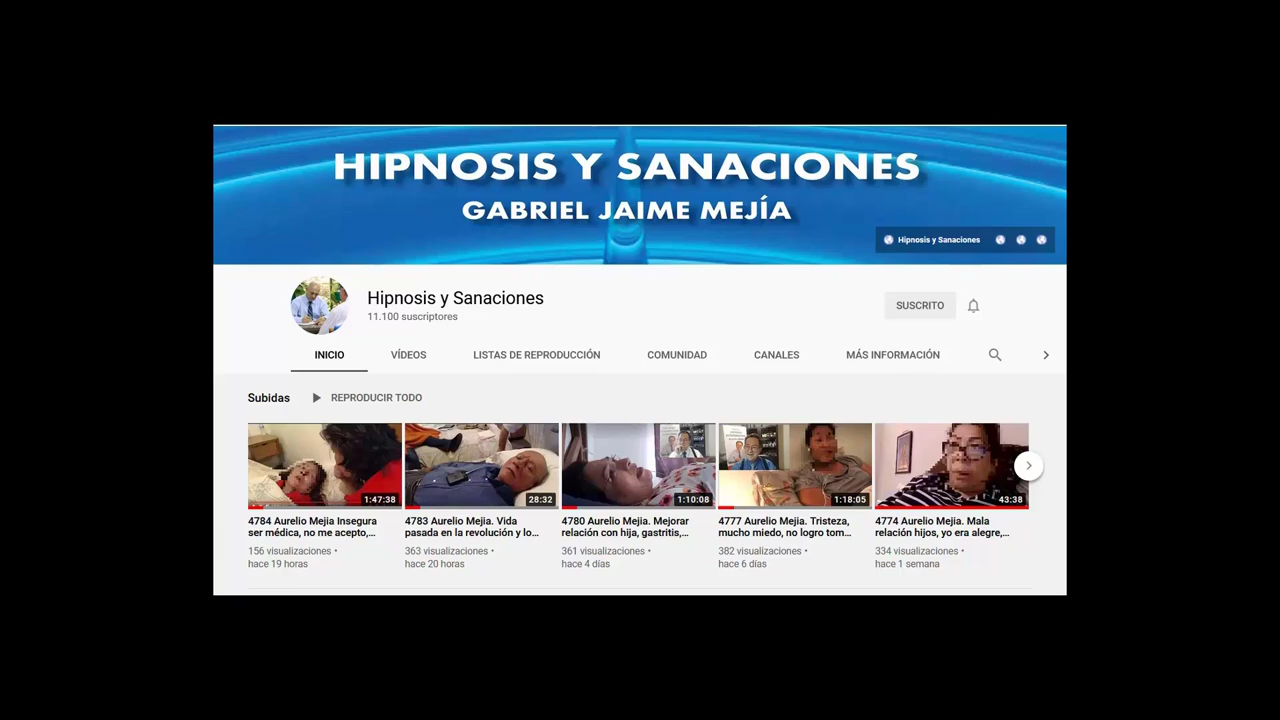 HIPNOSIS Y SANACIONES
GABRIEL JAIME MEJÍA
Hipnosis y Sanaciones
Hipnosis y Sanaciones
11.100 suscriptores
SUSCRITO
INICIO VÍDEOS LISTAS DE REPRODUCCIÓN COMUNIDAD CANALES MÁS INFORMACIÓN
Subidas REPRODUCIR TODO
1:47:38 28:32 1:10:08 1:18:05 43:38
4784 Aurelio Mejia Insegura
ser médica, no me acepto,...
156 visualizaciones •
hace 19 horas
4783 Aurelio Mejia. Vida
pasada en la revolución y lo...
363 visualizaciones •
hace 20 horas
4780 Aurelio Mejia. Mejorar
relación con hija, gastritis,...
361 visualizaciones •
hace 4 días
4777 Aurelio Mejia. Tristeza,
mucho miedo, no logro tom...
382 visualizaciones •
hace 6 días
4774 Aurelio Mejia. Mala
relación hijos, yo era alegre,...
334 visualizaciones •
hace 1 semana